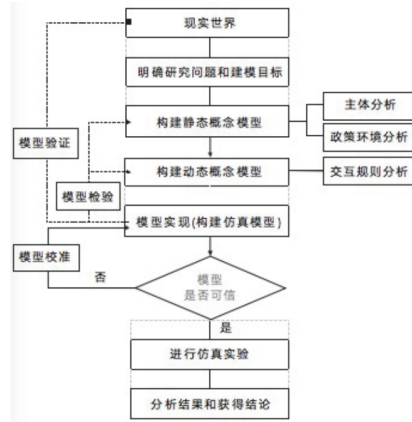 现实世界
明确研究问题和建模目标
构建静态概念模型
主体分析
政策环境分析
模型验证
构建动态概念模型
交互规则分析
模型检验
模型实现(构建仿真模型)
模型校准
否
模型
是否可信
是
进行仿真实验
分析结果和获得结论